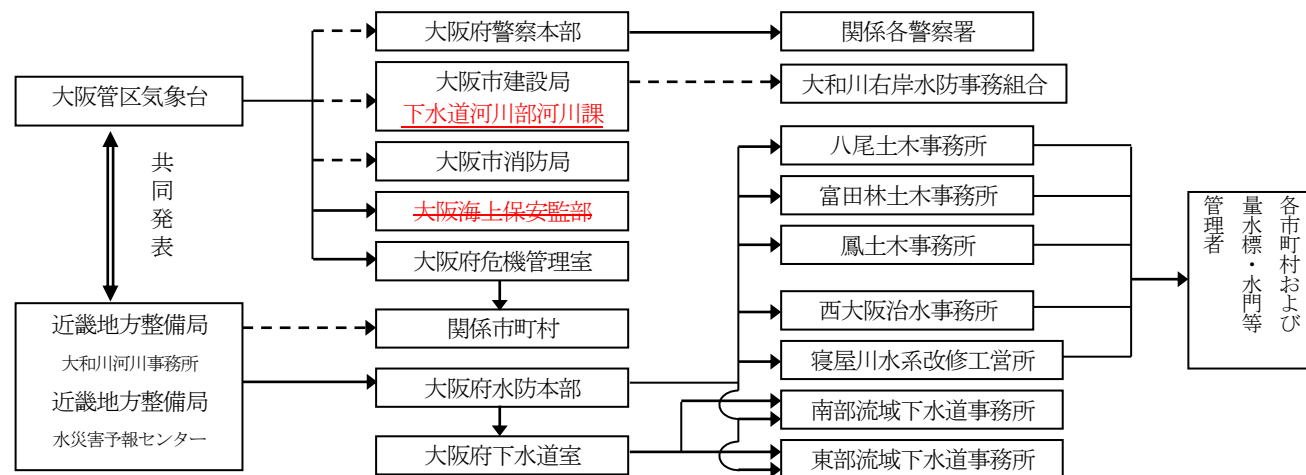 大阪府警察本部
関係各警察署
大阪管区気象台
大阪市建設局
下水道河川部河川課
大和川右岸水防事務組合
共同発表
大阪市消防局
八尾土木事務所
大阪海上保安監部
富田林土木事務所
鳳土木事務所
大阪府危機管理室
各市町村および
量水標・水門等
管理者
近畿地方整備局
大和川河川事務所
近畿地方整備局
水災害予報センター
関係市町村
西大阪治水事務所
寝屋川水系改修工営所
大阪府水防本部
南部流域下水道事務所
大阪府下水道室
東部流域下水道事務所